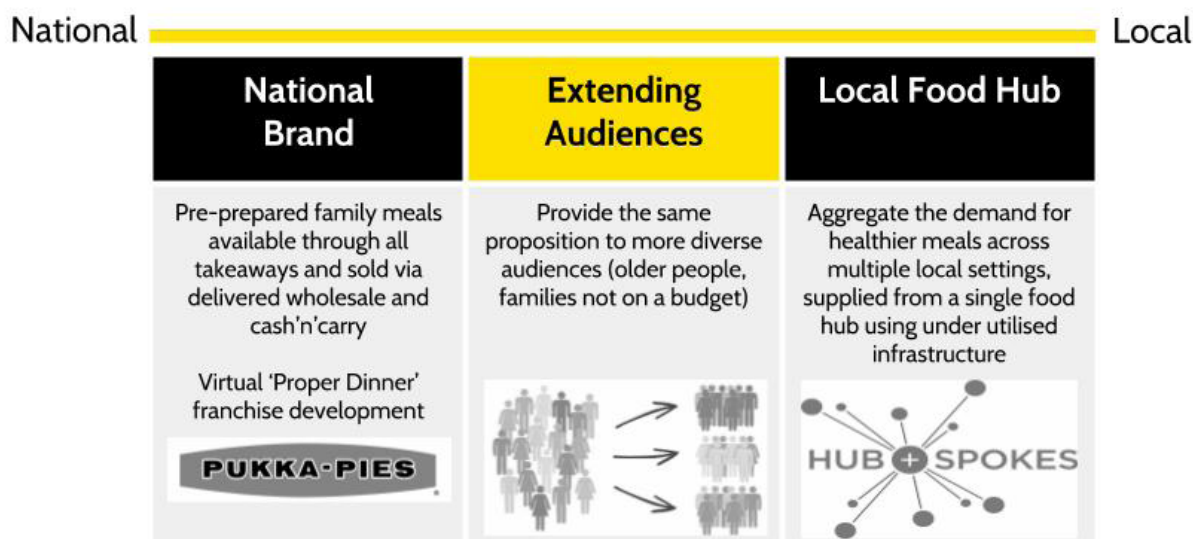 National
Local
National
Brand
Extending
Audiences
Local Food Hub
Pre-prepared family meals
available through all
takeaways and sold via
delivered wholesale and
cash'n'carry
Virtual ‘Proper Dinner’
franchise development
PUKKA-PIES
Provide the same
proposition to more diverse
audiences (older people,
families not on a budget)
Aggregate the demand for
healthier meals across
multiple local settings,
supplied from a single food
hub using under utilised
infrastructure
HUB + SPOKES